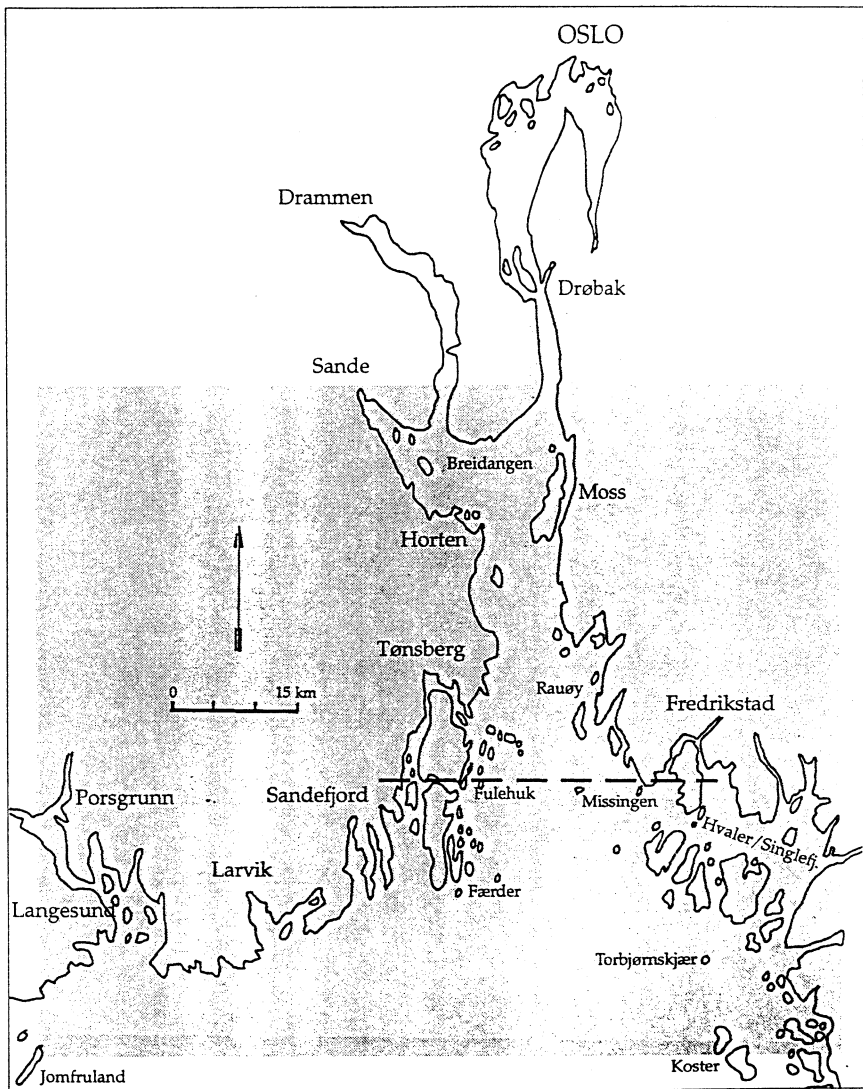 OSLO
Drammen
Drøbak
Sande
Breidangen
Moss
Horten
Tønsberg
0 15 km
Rauøy
Fredrikstad
Porsgrunn
Sandefjord
Fulehuk
Missingen
Hvaler/Singlefj.
Larvik
Færder
Langesund
Torbjørnskjær
Koster
Jomfruland